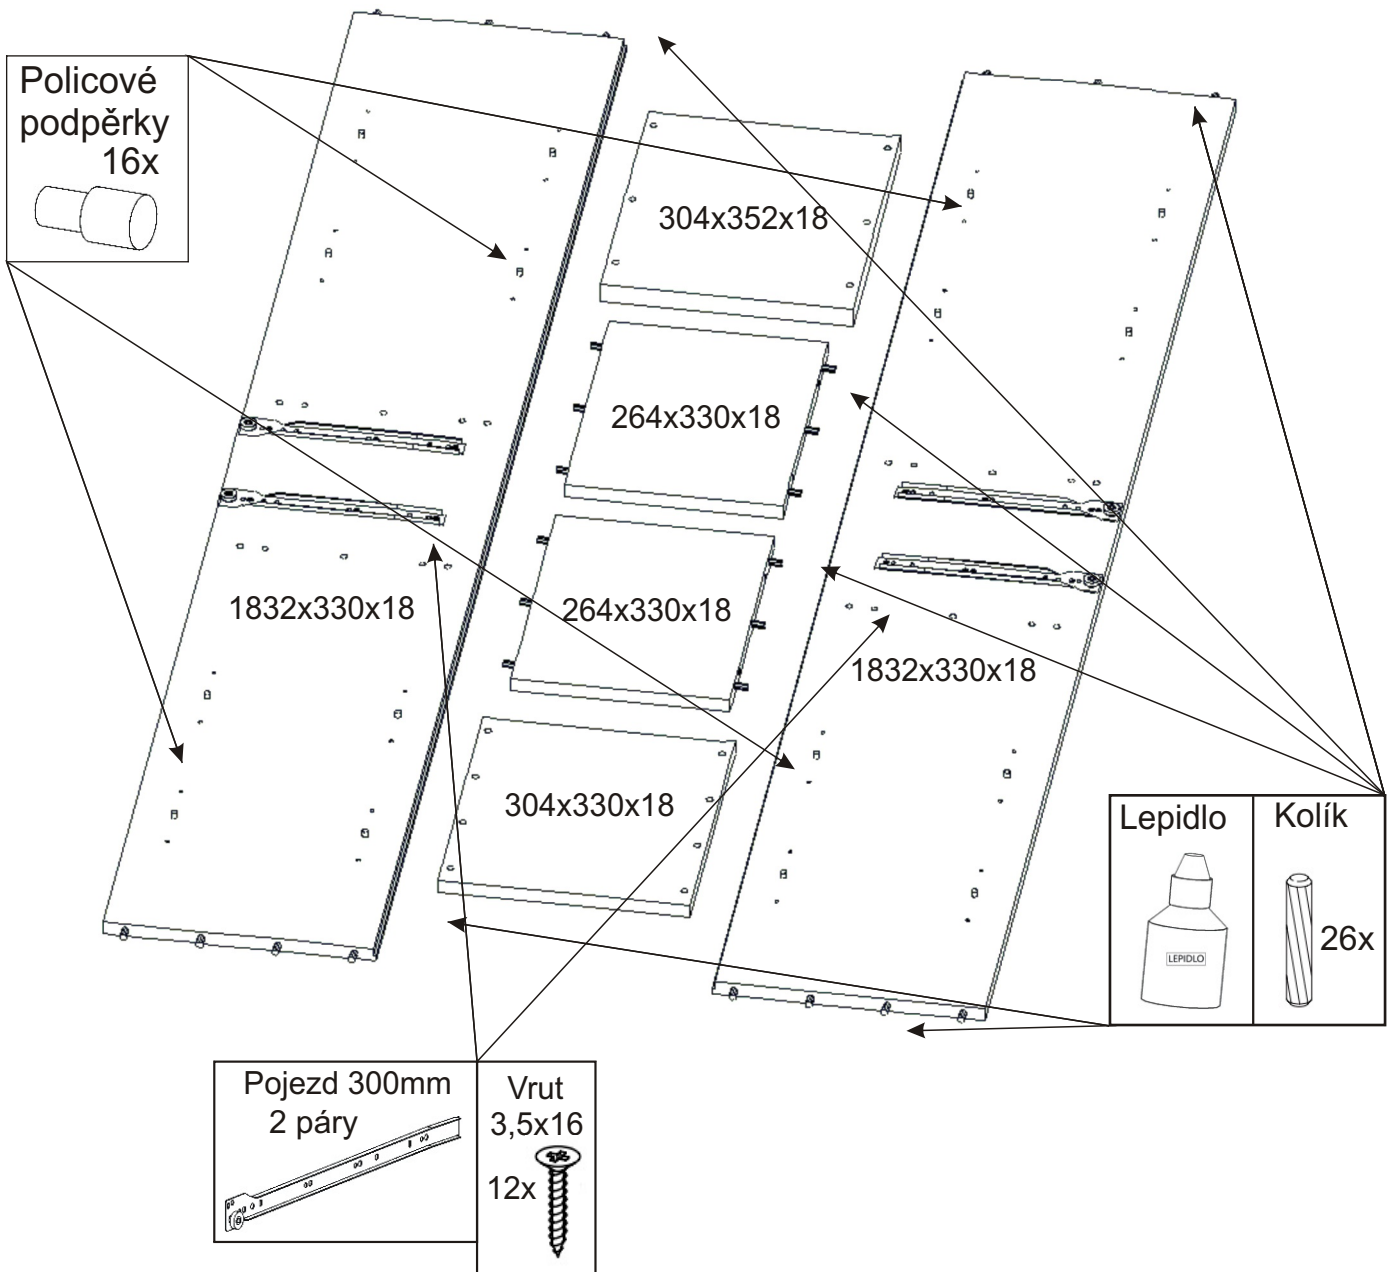 Policové
podpěrky
16x
304x352x18
264x330x18
264x330x18
1832x330x18
1832x330x18
304x330x18
Lepidlo
LEPIDLO
Kolík
26x
Pojezd 300mm
2 páry
Vrut
3,5x16
12x